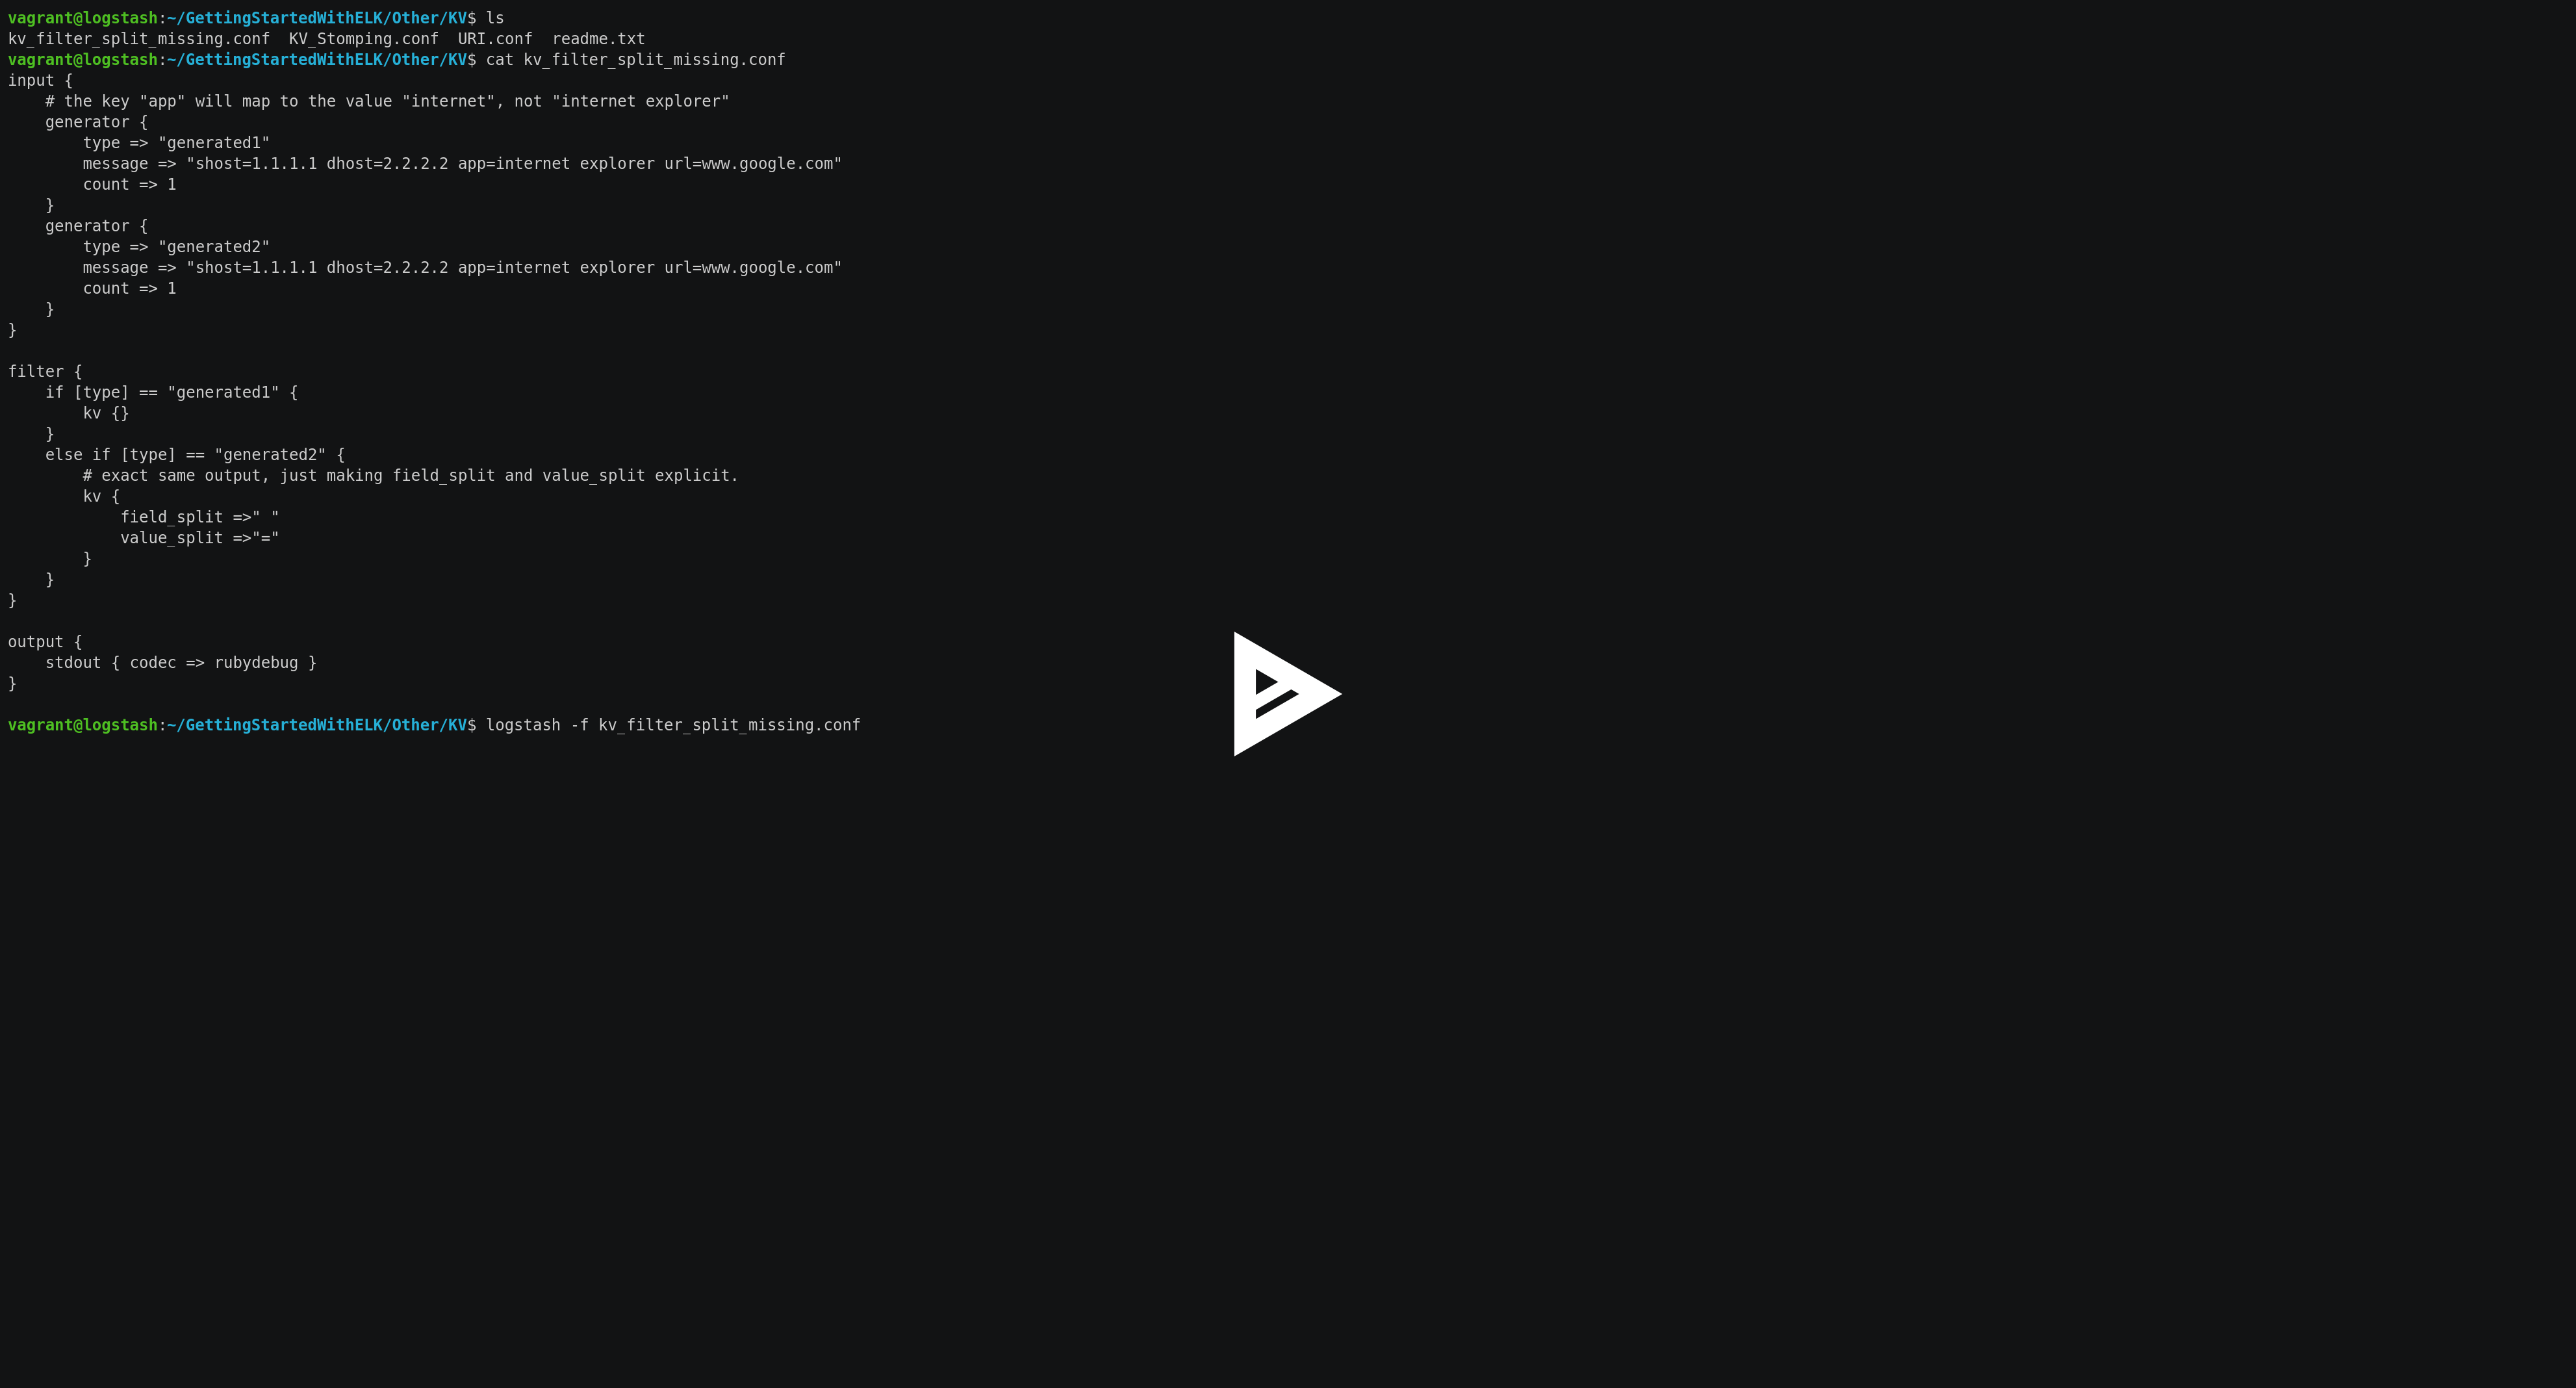 vagrant@logstash:~/GettingStartedWithELK/Other/KV$ ls
kv_filter_split_missing.conf  KV_Stomping.conf  URI.conf  readme.txt
vagrant@logstash:~/GettingStartedWithELK/Other/KV$ cat kv_filter_split_missing.conf
input {
    # the key "app" will map to the value "internet", not "internet explorer"
    generator {
        type => "generated1"
        message => "shost=1.1.1.1 dhost=2.2.2.2 app=internet explorer url=www.google.com"
        count => 1
    }
    generator {
        type => "generated2"
        message => "shost=1.1.1.1 dhost=2.2.2.2 app=internet explorer url=www.google.com"
        count => 1
    }
}

filter {
    if [type] == "generated1" {
        kv {}
    }
    else if [type] == "generated2" {
        # exact same output, just making field_split and value_split explicit.
        kv {
            field_split =>" "
            value_split =>"="
        }
    }
}

output {
    stdout { codec => rubydebug }
}

vagrant@logstash:~/GettingStartedWithELK/Other/KV$ logstash -f kv_filter_split_missing.conf